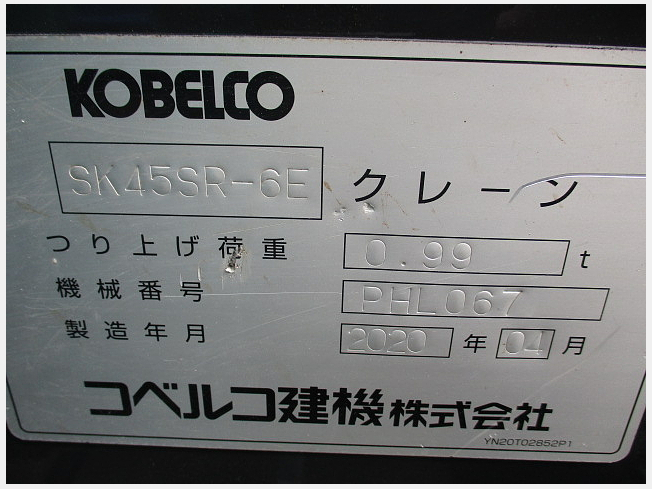 KOBELCO
SK45SR-6E クレーン
つり上げ荷重 0.99 t
機械番号 PHL067
製造年月 2020 年 04 月
コベルコ建機株式会社
YN20T02852P1